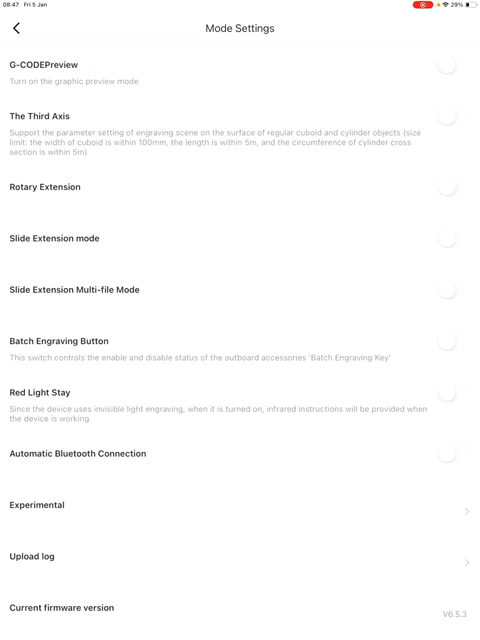 08:47 Fri 5 Jan
29%
Mode Settings
G-CODEPreview
Turn on the graphic preview mode
The Third Axis
Support the parameter setting of engraving scene on the surface of regular cuboid and cylinder objects (size
limit: the width of cuboid is within 100mm, the length is within 5m, and the circumference of cylinder cross
section is within 5m)
Rotary Extension
Slide Extension mode
Slide Extension Multi-file Mode
Batch Engraving Button
This switch controls the enable and disable status of the outboard accessories 'Batch Engraving Key'
Red Light Stay
Since the device uses invisible light engraving, when it is turned on, infrared instructions will be provided when
the device is working.
Automatic Bluetooth Connection
Experimental
Upload log
Current firmware version
V6.5.3